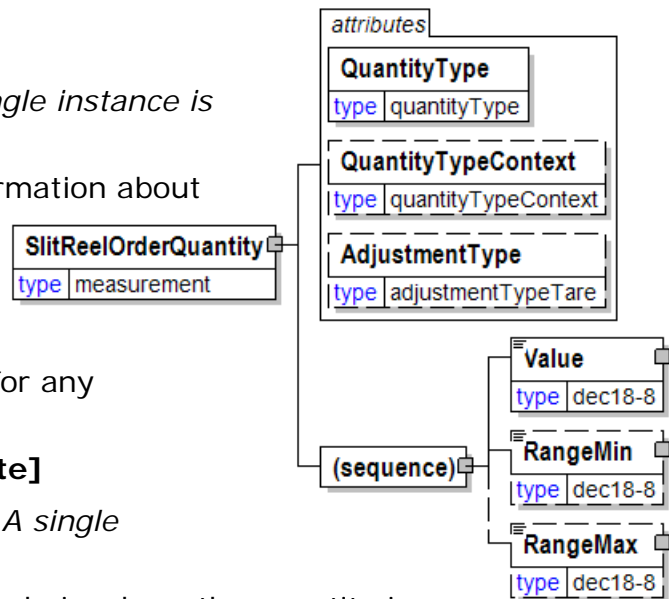 attributes
QuantityType
type quantityType
ngle instance is
QuantityTypeContext
type quantityTypeContext
rmation about
SlitReelOrderQuantity
type measurement
AdjustmentType
type adjustmentTypeTare
Value
type dec18-8
for any
RangeMin
type dec18-8
(sequence)
te]
A single
RangeMax
type dec18-8